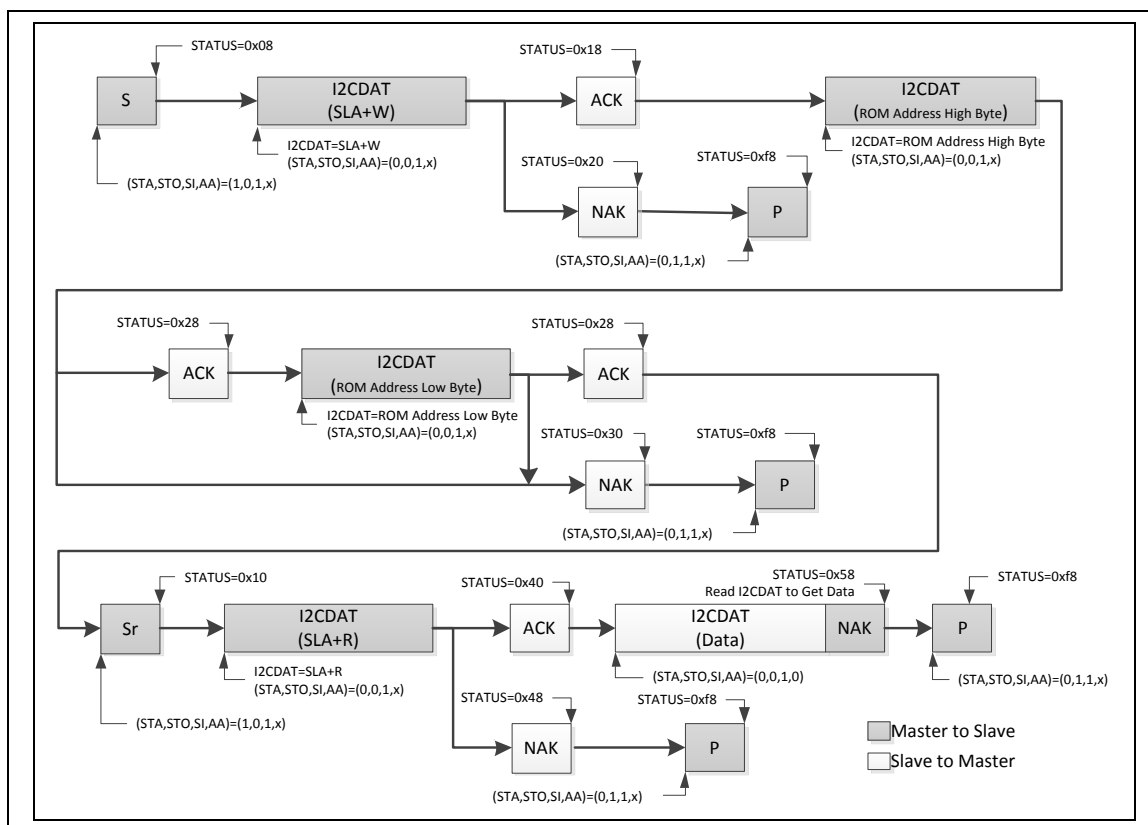 STATUS=0x08
STATUS=0x18
S
I2CDAT
(SLA+W)
ACK
I2CDAT
(ROM Address High Byte)
I2CDAT=SLA+W
(STA,STO,SI,AA)=(0,0,1,x)
I2CDAT=ROM Address High Byte
(STA,STO,SI,AA)=(0,0,1,x)
STATUS=0x20
STATUS=0xf8
(STA,STO,SI,AA)=(1,0,1,x)
NAK
P
(STA,STO,SI,AA)=(0,1,1,x)
STATUS=0x28
STATUS=0x28
ACK
I2CDAT
(ROM Address Low Byte)
ACK
I2CDAT=ROM Address Low Byte
(STA,STO,SI,AA)=(0,0,1,x)
STATUS=0x30
STATUS=0xf8
NAK
P
(STA,STO,SI,AA)=(0,1,1,x)
STATUS=0x10
STATUS=0x40
STATUS=0x58
Read I2CDAT to Get Data
STATUS=0xf8
Sr
I2CDAT
(SLA+R)
ACK
I2CDAT
(Data)
NAK
P
I2CDAT=SLA+R
(STA,STO,SI,AA)=(0,0,1,x)
(STA,STO,SI,AA)=(0,0,1,0)
(STA,STO,SI,AA)=(0,1,1,x)
STATUS=0x48
STATUS=0xf8
(STA,STO,SI,AA)=(1,0,1,x)
NAK
P
Master to Slave
Slave to Master
(STA,STO,SI,AA)=(0,1,1,x)